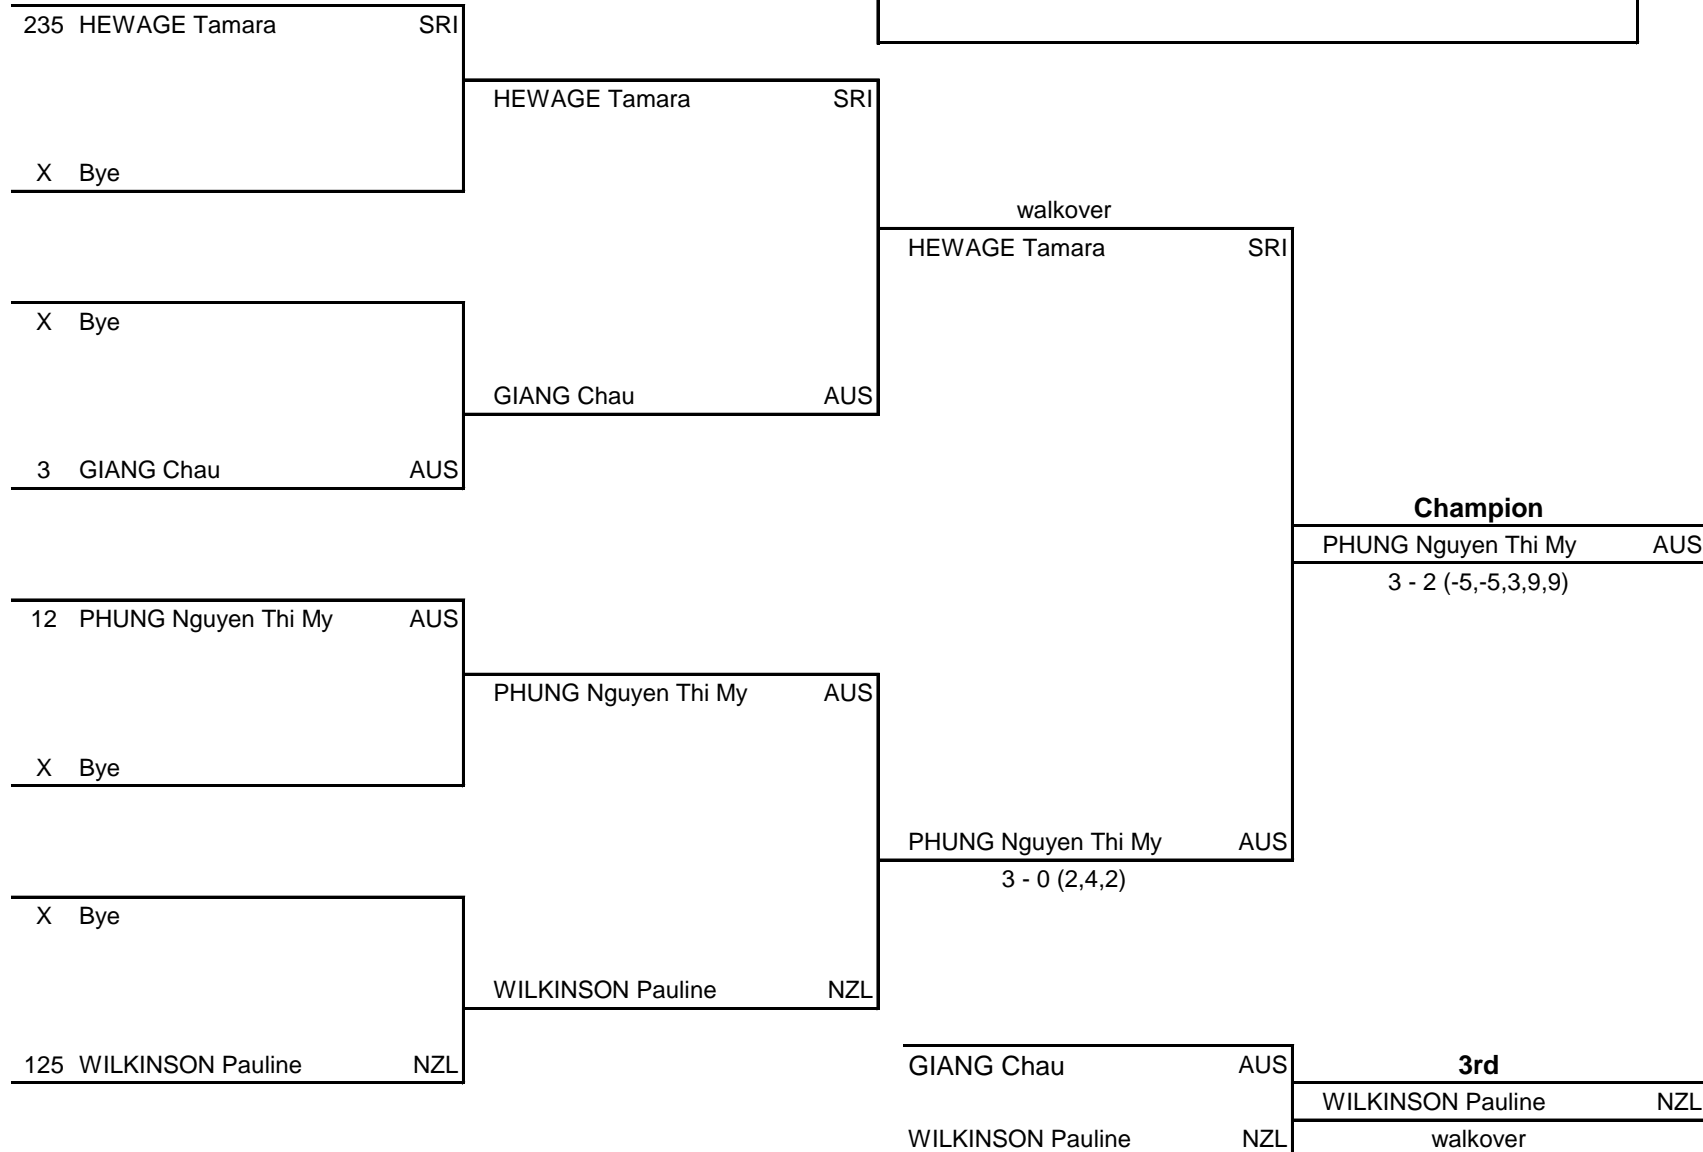 235 HEWAGE Tamara SRI
HEWAGE Tamara SRI
X Bye
walkover
HEWAGE Tamara SRI
X Bye
GIANG Chau AUS
3 GIANG Chau AUS
Champion
PHUNG Nguyen Thi My AUS
3 - 2 (-5,-5,3,9,9)
12 PHUNG Nguyen Thi My AUS
PHUNG Nguyen Thi My AUS
X Bye
PHUNG Nguyen Thi My AUS
3 - 0 (2,4,2)
X Bye
WILKINSON Pauline NZL
125 WILKINSON Pauline NZL
GIANG Chau AUS
3rd
WILKINSON Pauline NZL
WILKINSON Pauline NZL
walkover